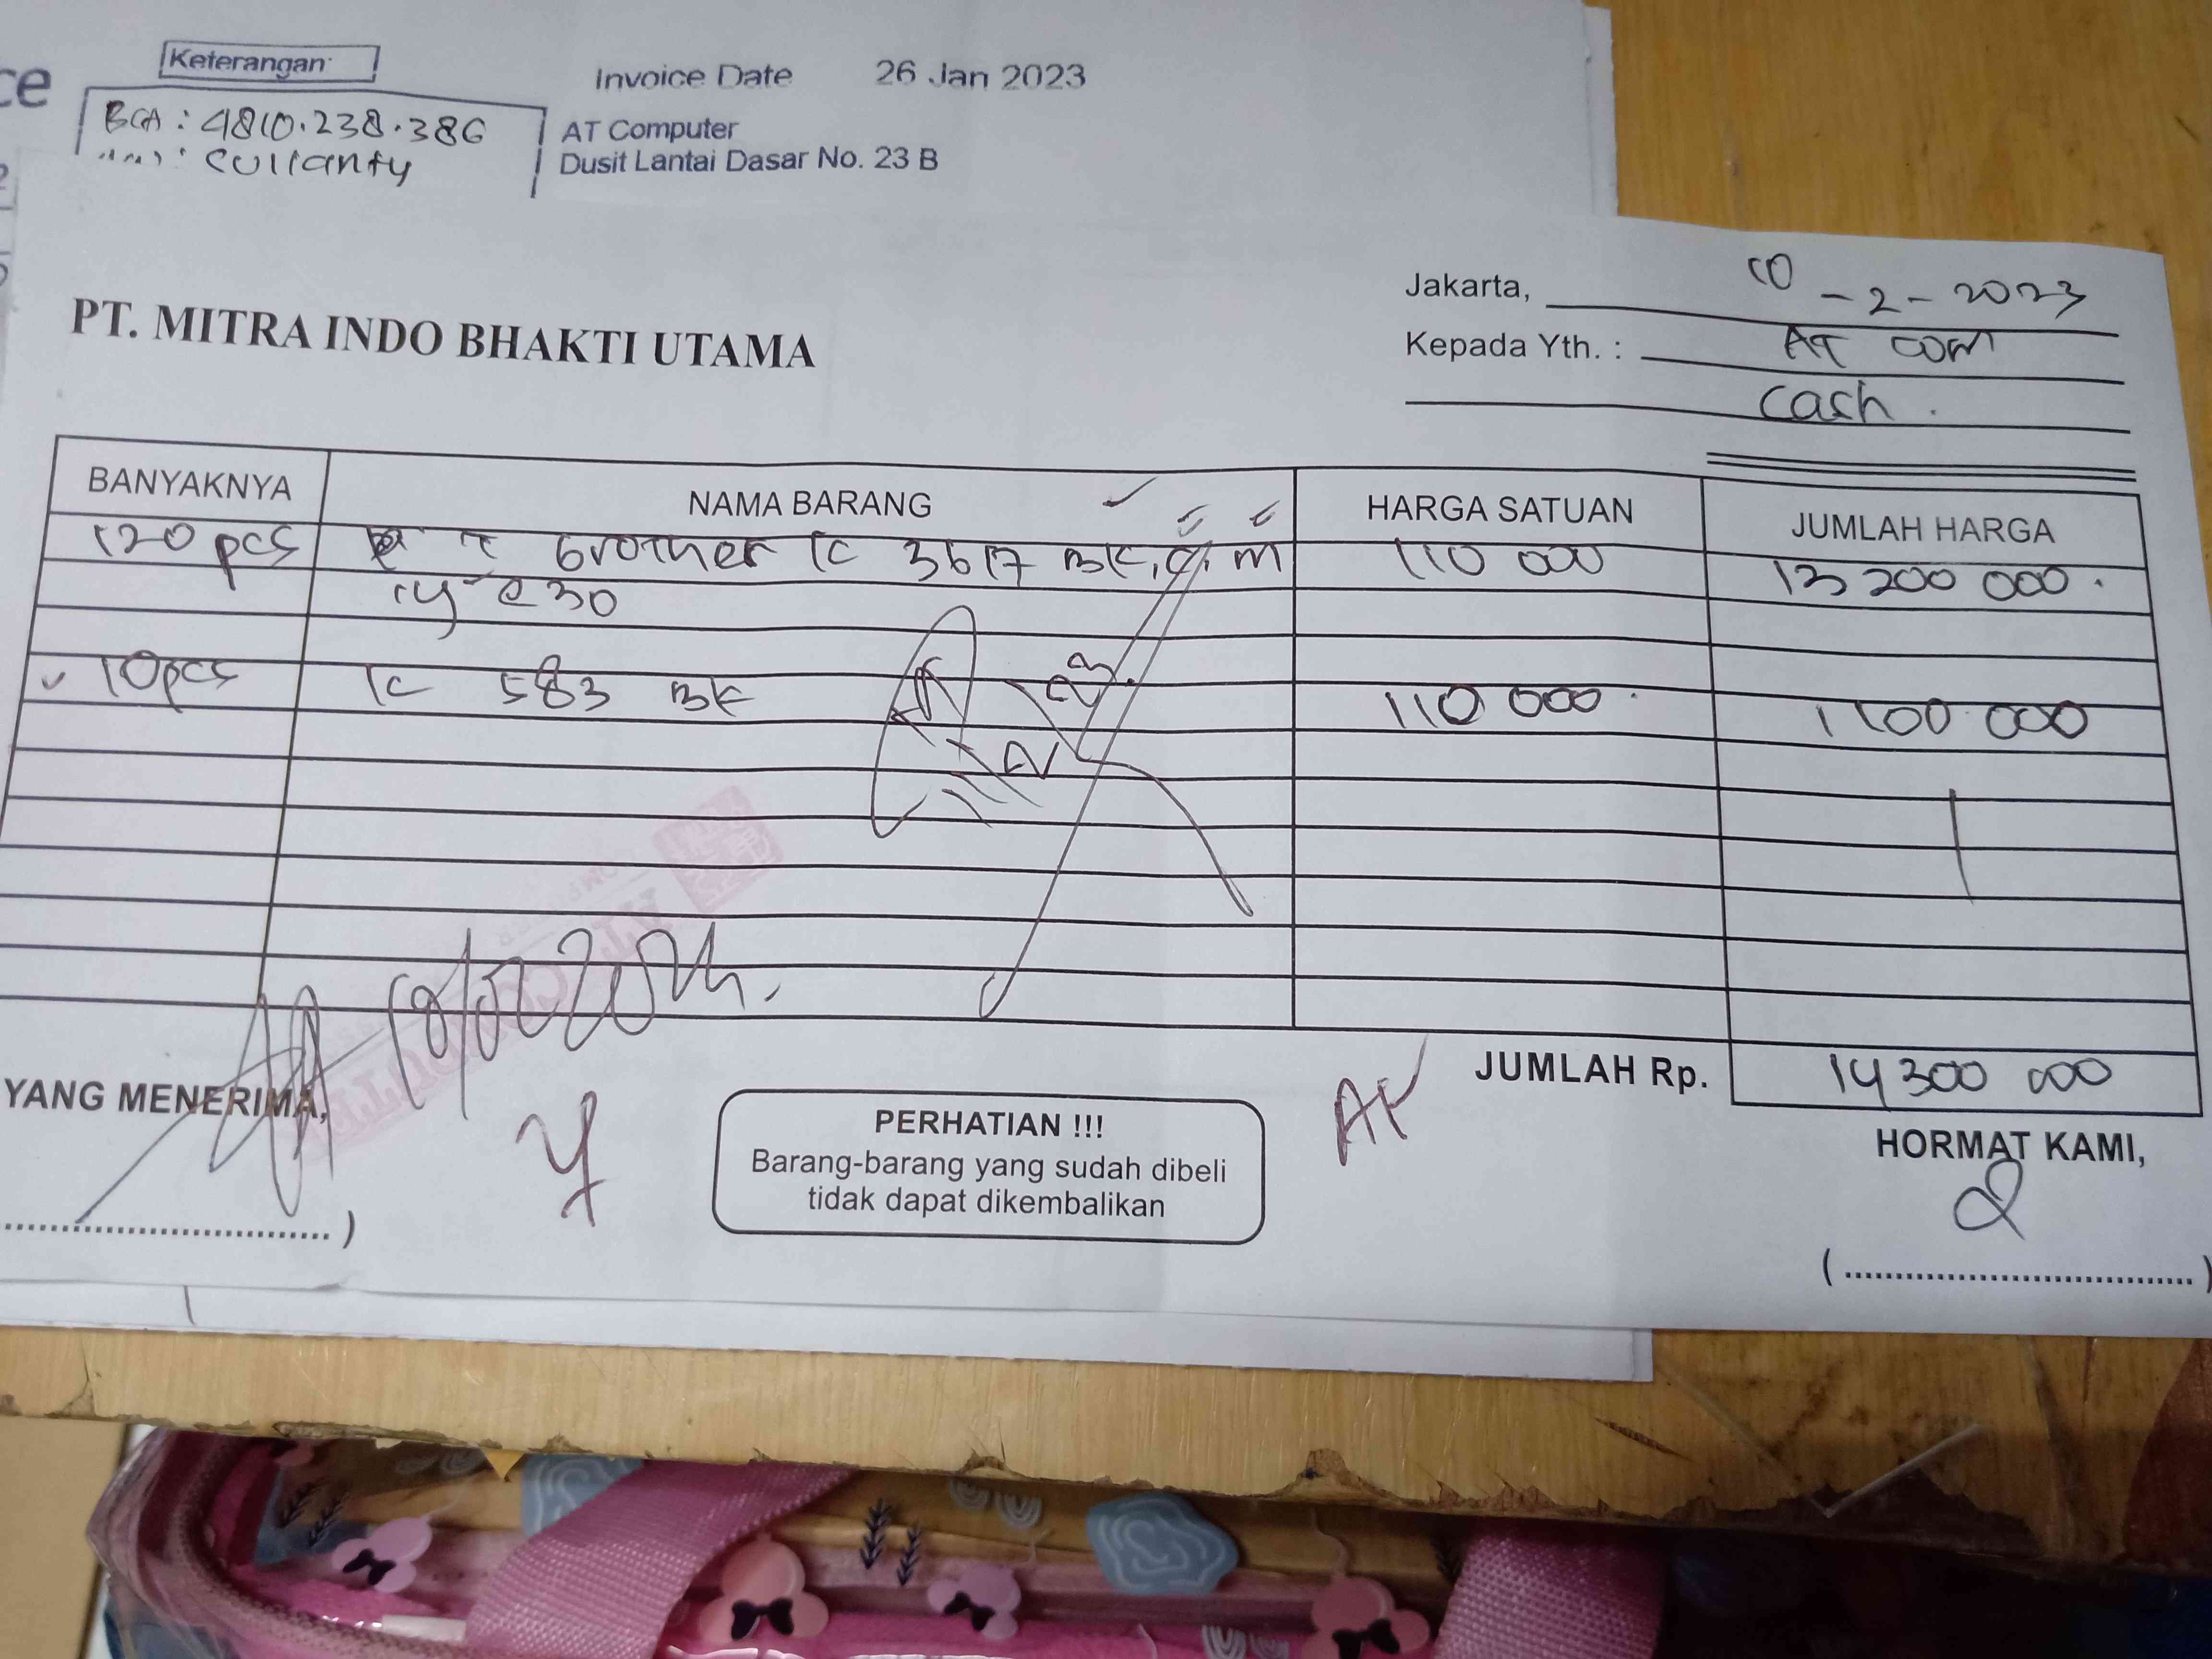 Keterangan:
Invoice Date 26 Jan 2023
BCA : 4810.238.386
AT Computer
Dusit Lantai Dasar No. 23 B
PT. MITRA INDO BHAKTI UTAMA
Jakarta, 10 - 2 - 2023
Kepada Yth. : AT com
Cash .
BANYAKNYA NAMA BARANG HARGA SATUAN JUMLAH HARGA
120 pcs brother lc 3617 BK, C, M 110 000 13 200 000
, y @ 30
10 pcs lc 583 BK 110 000 1 100 000
JUMLAH Rp. 14 300 000
YANG MENERIMA,
PERHATIAN !!!
Barang-barang yang sudah dibeli
tidak dapat dikembalikan
HORMAT KAMI,